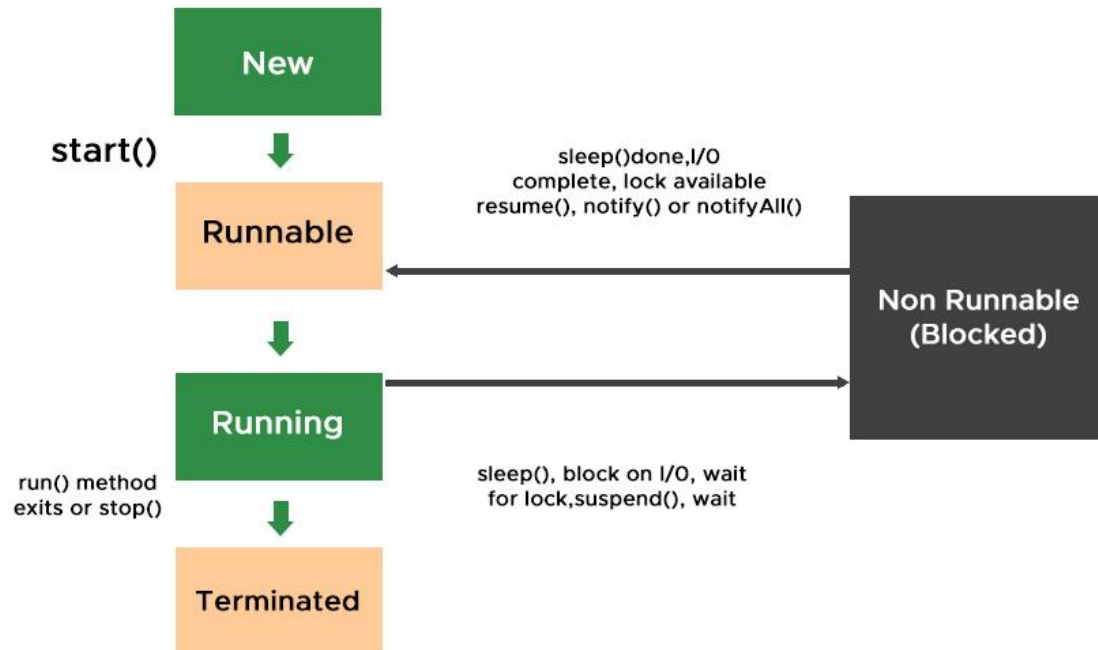 New
start()
sleep()done,I/O
complete, lock available
resume(), notify() or notifyAll()
Runnable
Non Runnable
(Blocked)
Running
run() method
exits or stop()
sleep(), block on I/O, wait
for lock,suspend(), wait
Terminated